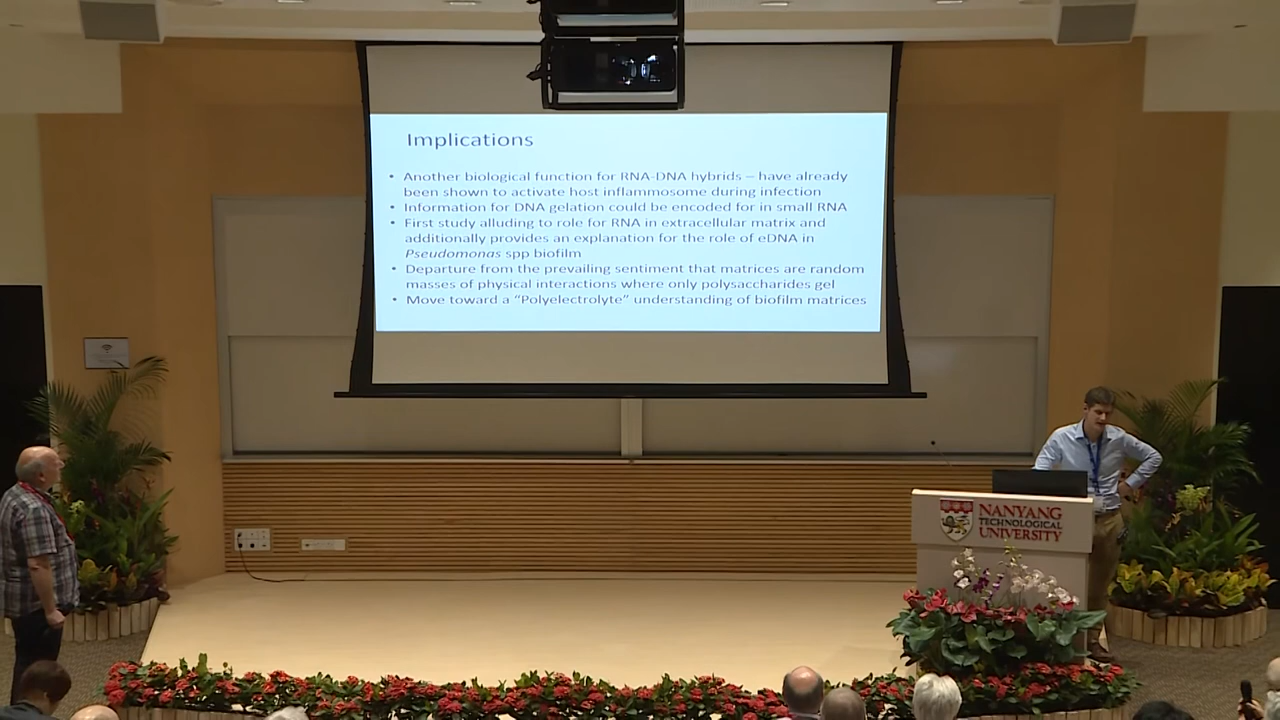 Implications
• Another biological function for RNA-DNA hybrids – have already
been shown to activate host inflammosome during infection
• Information for DNA gelation could be encoded for in small RNA
• First study alluding to role for RNA in extracellular matrix and
additionally provides an explanation for the role of eDNA in
Pseudomonas spp biofilm
• Departure from the prevailing sentiment that matrices are random
masses of physical interactions where only polysaccharides gel
• Move toward a “Polyelectrolyte” understanding of biofilm matrices
NANYANG
TECHNOLOGICAL
UNIVERSITY